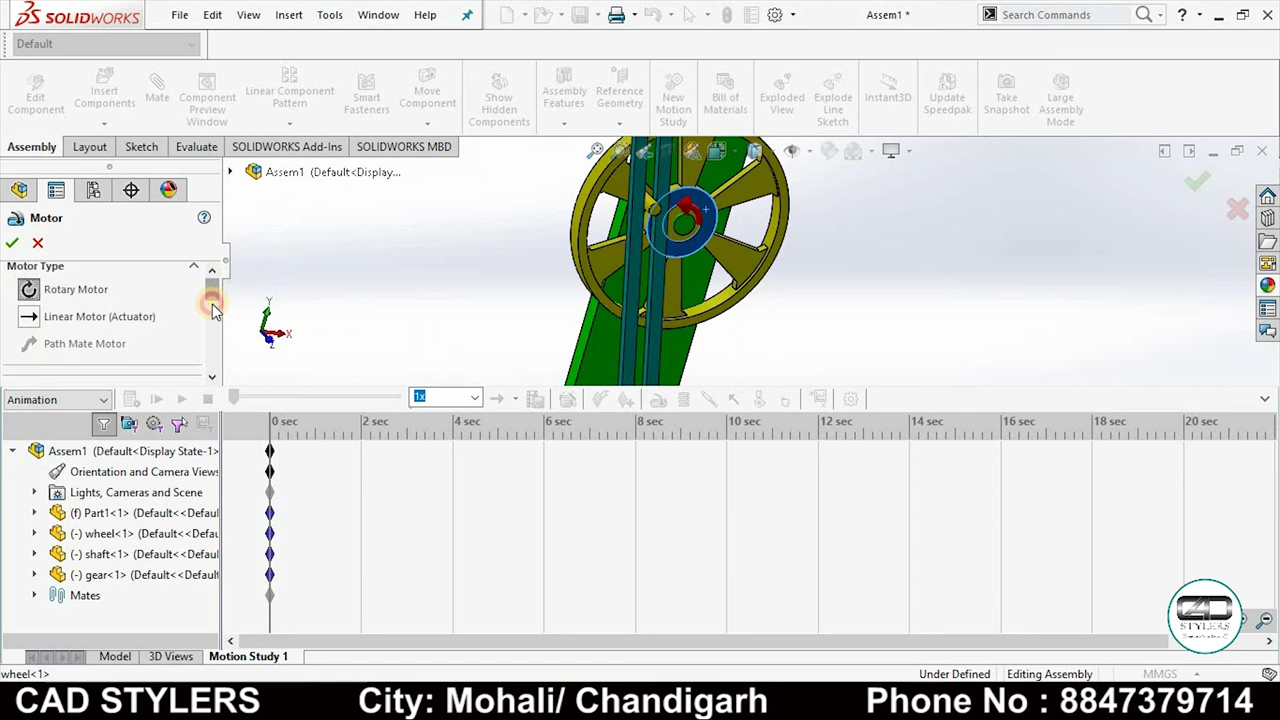 SOLIDWORKS File Edit View Insert Tools Window Help Assem1 * Search Commands ?
Default
Edit Component Insert Components Mate Component Preview Window Linear Component Pattern Smart Fasteners Move Component Show Hidden Components Assembly Features Reference Geometry New Motion Study Bill of Materials Exploded View Explode Line Sketch Instant3D Update Speedpak Take Snapshot Large Assembly Mode
Assembly Layout Sketch Evaluate SOLIDWORKS Add-Ins SOLIDWORKS MBD
Assem1 (Default<Display...
Motor ?
Motor Type
Rotary Motor
Linear Motor (Actuator)
Path Mate Motor
Y
X
Z
Animation 1x
0 sec 2 sec 4 sec 6 sec 8 sec 10 sec 12 sec 14 sec 16 sec 18 sec 20 sec
Assem1 (Default<Display State-1>
Orientation and Camera Views
Lights, Cameras and Scene
(f) Part1<1> (Default<<Default
(-) wheel<1> (Default<<Defau
(-) shaft<1> (Default<<Default
(-) gear<1> (Default<<Default
Mates
STYLERS
Model 3D Views Motion Study 1
wheel<1> Under Defined Editing Assembly MMGS
CAD STYLERS City: Mohali/ Chandigarh Phone No : 8847379714